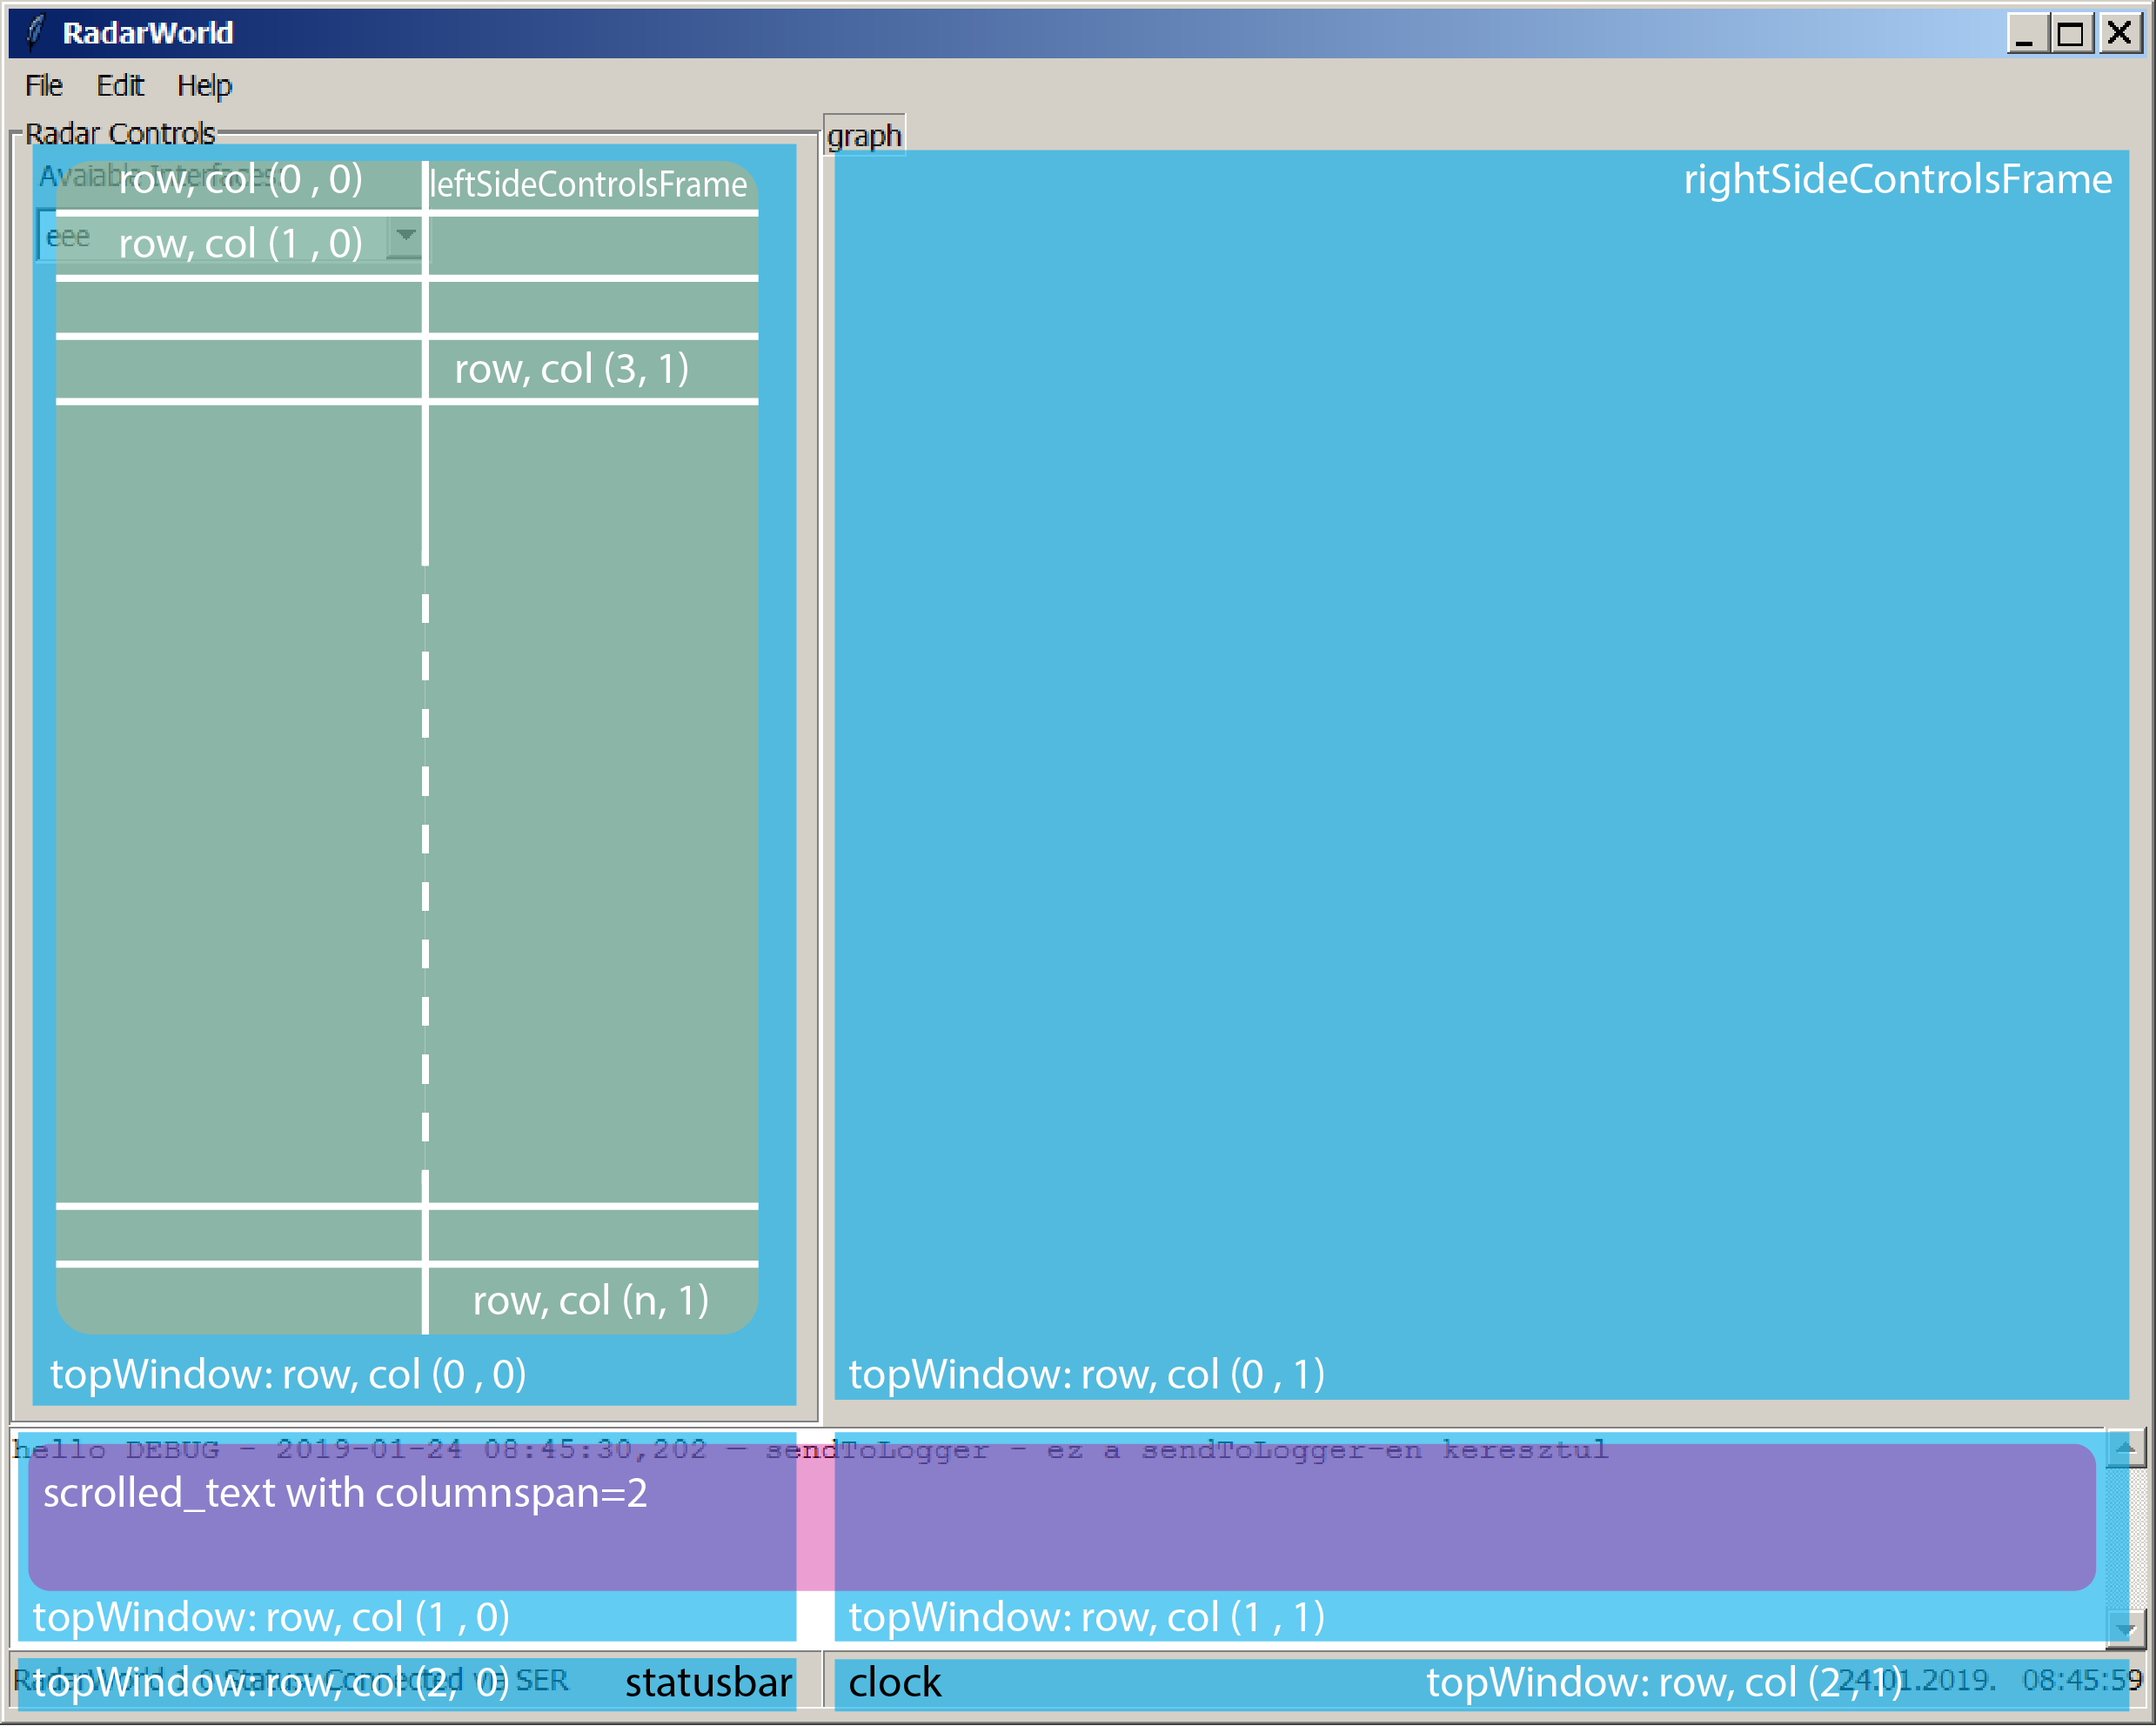 RadarWorld
File Edit Help
Radar Controls
graph
Avaiable Interfaces
row, col (0 , 0)
leftSideControlsFrame
rightSideControlsFrame
eee
row, col (1 , 0)
row, col (3, 1)
row, col (n, 1)
topWindow: row, col (0 , 0)
topWindow: row, col (0 , 1)
hello DEBUG - 2019-01-24 08:45:30,202 — sendToLogger - ez a sendToLogger-en keresztul
scrolled_text with columnspan=2
topWindow: row, col (1 , 0)
topWindow: row, col (1 , 1)
RadarWorld 1.0 Status: Connected via SER
topWindow: row, col (2, 0)
statusbar
clock
topWindow: row, col (2 , 1)
24.01.2019. 08:45:59